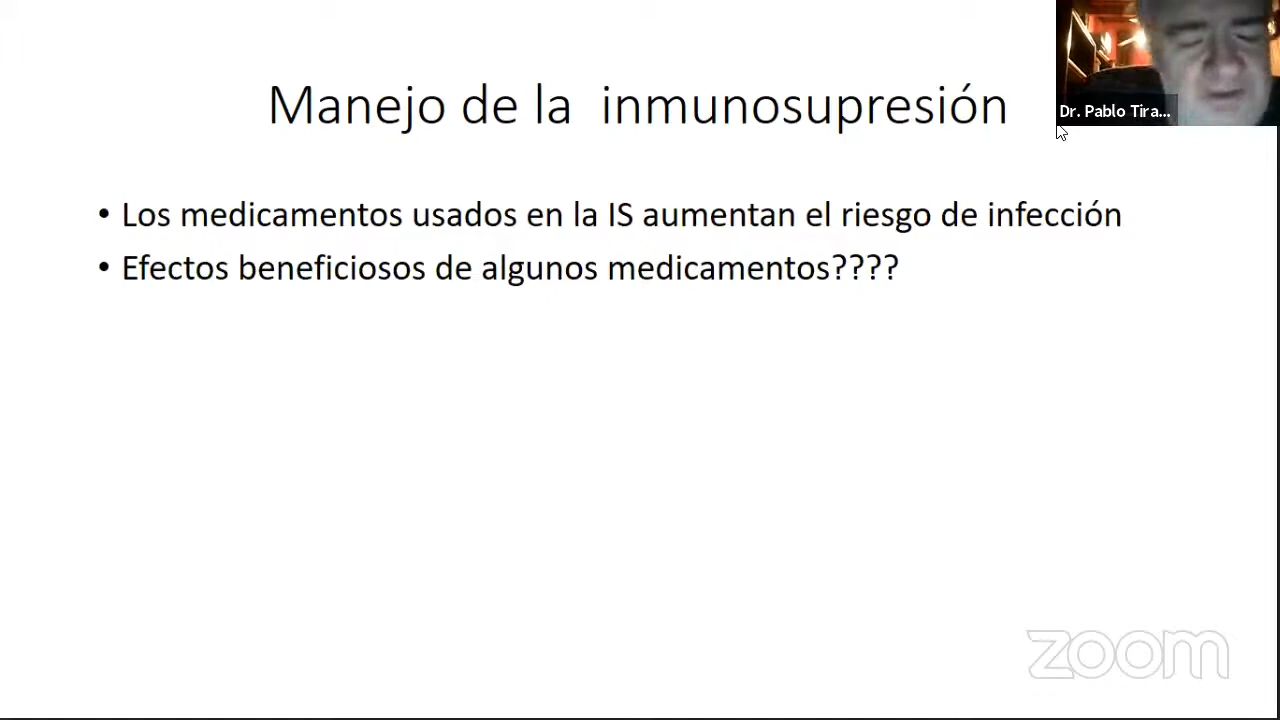 Manejo de la  inmunosupresión
Dr. Pablo Tira...
• Los medicamentos usados en la IS aumentan el riesgo de infección
• Efectos beneficiosos de algunos medicamentos????
zoom